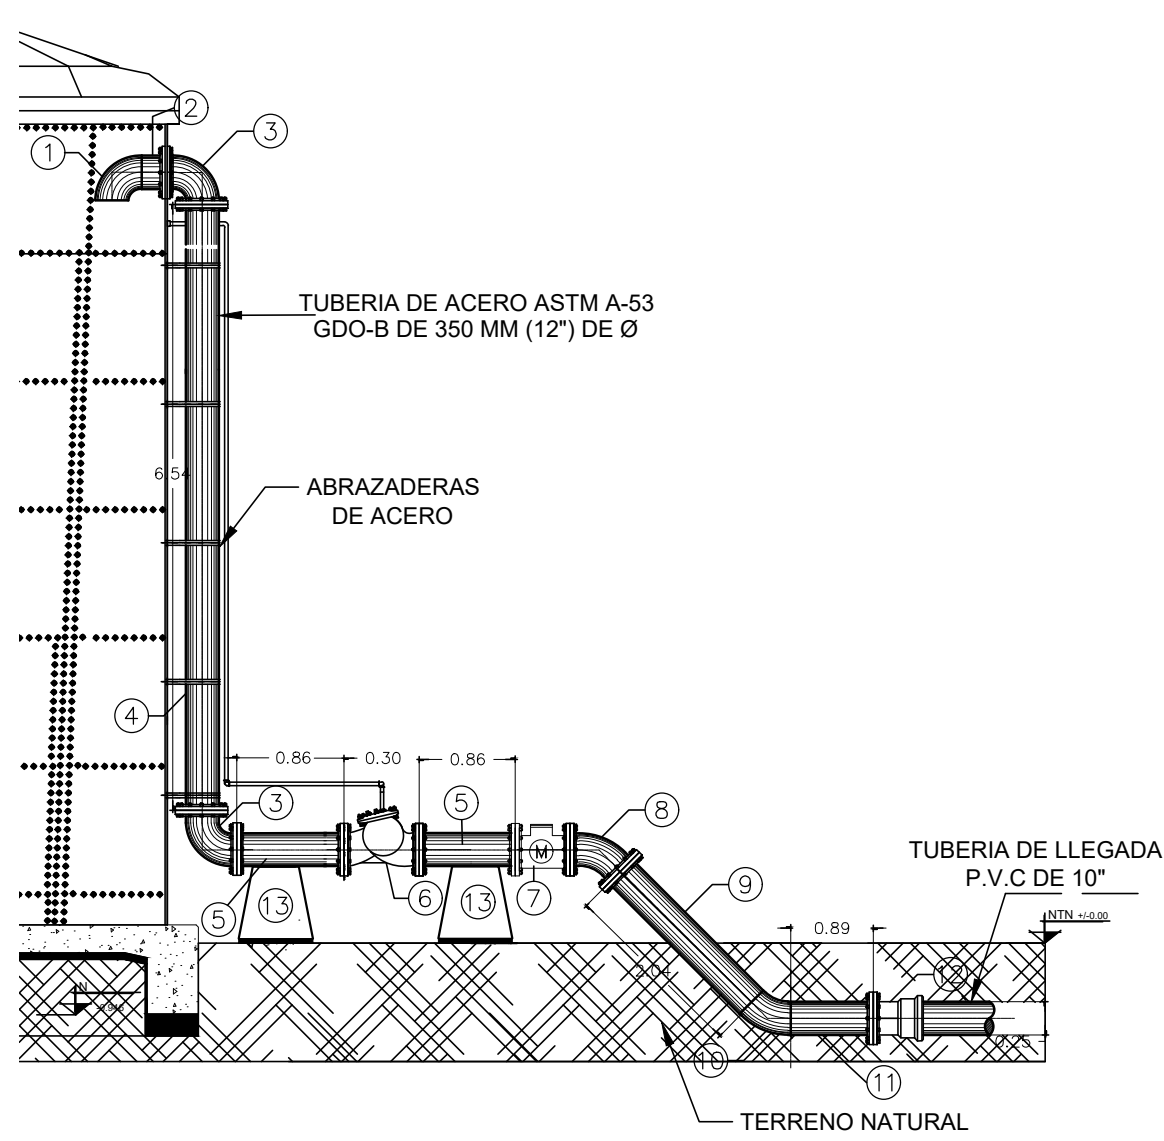 2
3
1
TUBERIA DE ACERO ASTM A-53
GDO-B DE 350 MM (12") DE Ø
6.54
ABRAZADERAS
DE ACERO
4
0.86
0.30
0.86
3
5
8
M
TUBERIA DE LLEGADA
P.V.C DE 10"
9
5
13
6
13
7
NTN +/-0.00
0.89
2.04
12
N
0.25
10
11
TERRENO NATURAL